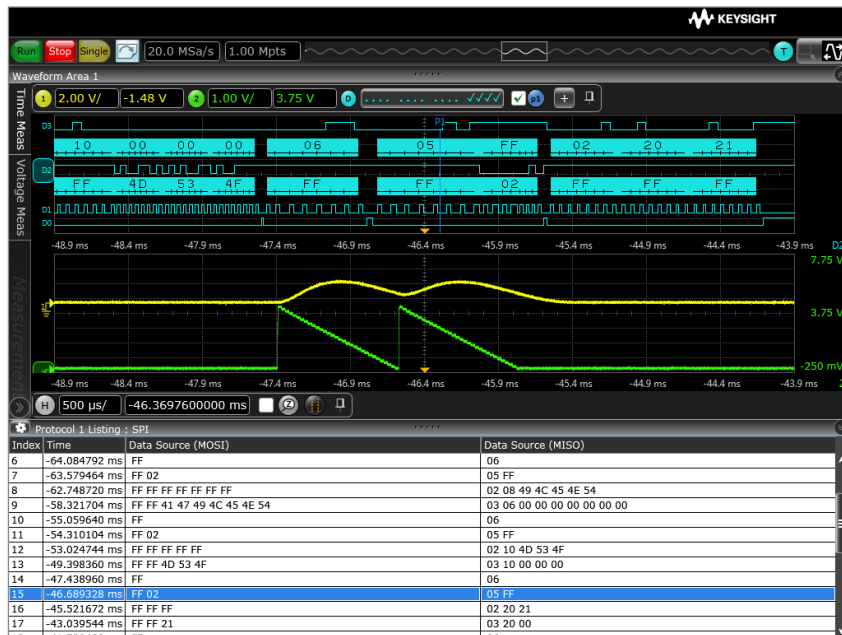 KEYSIGHT
Run Stop Single 20.0 MSa/s 1.00 Mpts T
Waveform Area 1
Time Meas
Voltage Meas
Measurement
1 2.00 V/ -1.48 V 2 1.00 V/ 3.75 V D p1 +
P1
D3
10 00 00 00 06 05 FF 02 20 21
D2
FF 4D 53 4F FF FF 02 FF FF FF
D1
D0
-48.9 ms -48.4 ms -47.9 ms -47.4 ms -46.9 ms -46.4 ms -45.9 ms -45.4 ms -44.9 ms -44.4 ms -43.9 ms D2
7.75 V
3.75 V
-250 mV
-48.9 ms -48.4 ms -47.9 ms -47.4 ms -46.9 ms -46.4 ms -45.9 ms -45.4 ms -44.9 ms -44.4 ms -43.9 ms 2
H 500 µs/ -46.3697600000 ms Z
Protocol 1 Listing : SPI
Index Time Data Source (MOSI) Data Source (MISO)
6 -64.084792 ms FF 06
7 -63.579464 ms FF 02 05 FF
8 -62.748720 ms FF FF FF FF FF FF FF 02 08 49 4C 45 4E 54
9 -58.321704 ms FF FF 41 47 49 4C 45 4E 54 03 06 00 00 00 00 00 00 00
10 -55.059640 ms FF 06
11 -54.310104 ms FF 02 05 FF
12 -53.024744 ms FF FF FF FF FF 02 10 4D 53 4F
13 -49.398360 ms FF FF 4D 53 4F 03 10 00 00 00
14 -47.438960 ms FF 06
15 -46.689328 ms FF 02 05 FF
16 -45.521672 ms FF FF FF 02 20 21
17 -43.039544 ms FF FF 21 03 20 00